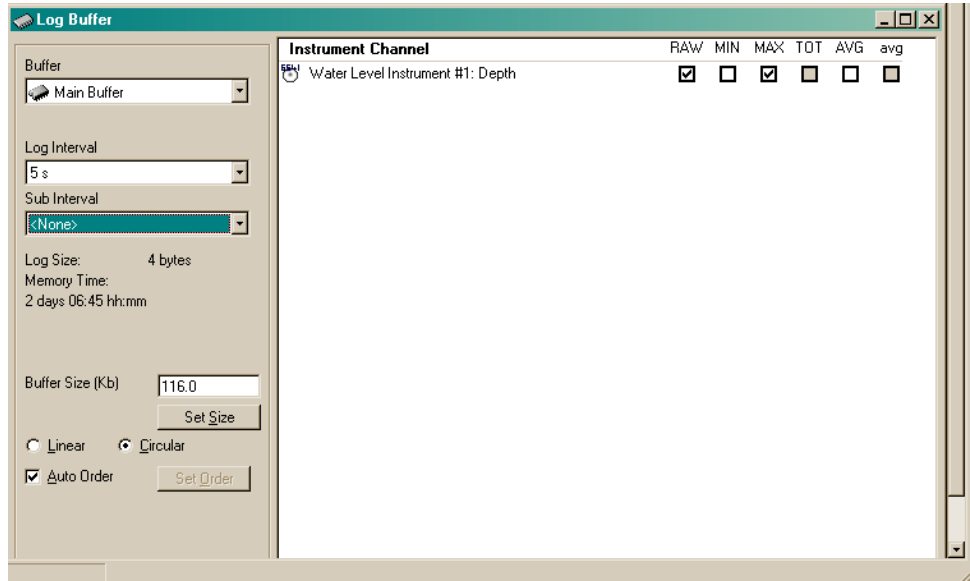 Log Buffer
Buffer
Main Buffer
Log Interval
5 s
Sub Interval
<None>
Log Size: 4 bytes
Memory Time:
2 days 06:45 hh:mm
Buffer Size (Kb) 116.0
Set Size
Linear Circular
Auto Order Set Order
Instrument Channel RAW MIN MAX TOT AVG avg
Water Level Instrument #1: Depth